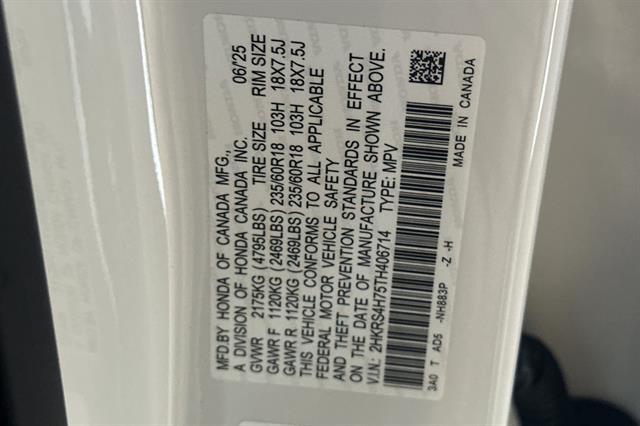 MFD.BY HONDA OF CANADA MFG.,
A DIVISION OF HONDA CANADA INC. 06/25
GVWR 2175KG (4795LBS) TIRE SIZE RIM SIZE
GAWR F 1120KG (2469LBS) 235/60R18 103H 18X7.5J
GAWR R 1120KG (2469LBS) 235/60R18 103H 18X7.5J
THIS VEHICLE CONFORMS TO ALL APPLICABLE
FEDERAL MOTOR VEHICLE SAFETY
AND THEFT PREVENTION STANDARDS IN EFFECT
ON THE DATE OF MANUFACTURE SHOWN ABOVE.
V.I.N.: 2HKRS4H75TH406714 TYPE: MPV
3A0 T AD5 -NH883P -Z -H MADE IN CANADA